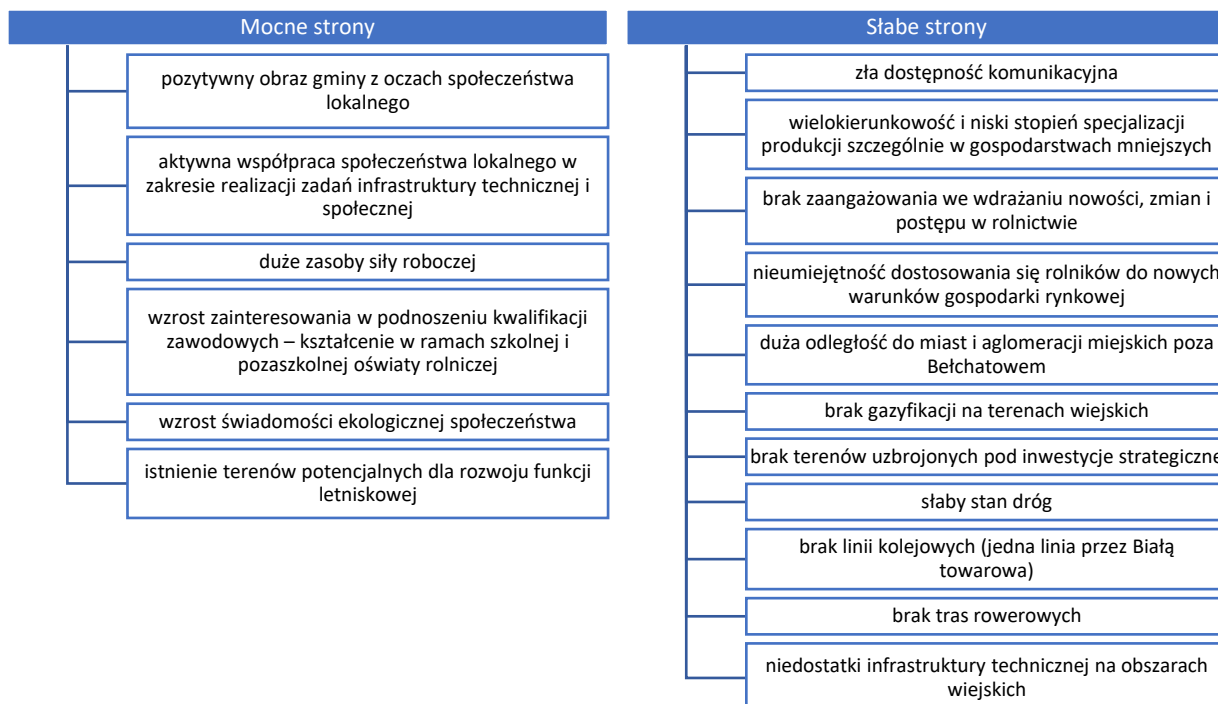 Mocne strony
pozytywny obraz gminy z oczach społeczeństwa
lokalnego
aktywna współpraca społeczeństwa lokalnego w
zakresie realizacji zadań infrastruktury technicznej i
społecznej
duże zasoby siły roboczej
wzrost zainteresowania w podnoszeniu kwalifikacji
zawodowych – kształcenie w ramach szkolnej i
pozaszkolnej oświaty rolniczej
wzrost świadomości ekologicznej społeczeństwa
istnienie terenów potencjalnych dla rozwoju funkcji
letniskowej
Słabe strony
zła dostępność komunikacyjna
wielokierunkowość i niski stopień specjalizacji
produkcji szczególnie w gospodarstwach mniejszych
brak zaangażowania we wdrażaniu nowości, zmian i
postępu w rolnictwie
nieumiejętność dostosowania się rolników do nowych
warunków gospodarki rynkowej
duża odległość do miast i aglomeracji miejskich poza
Bełchatowem
brak gazyfikacji na terenach wiejskich
brak terenów uzbrojonych pod inwestycje strategiczne
słaby stan dróg
brak linii kolejowych (jedna linia przez Białą
towarowa)
brak tras rowerowych
niedostatki infrastruktury technicznej na obszarach
wiejskich